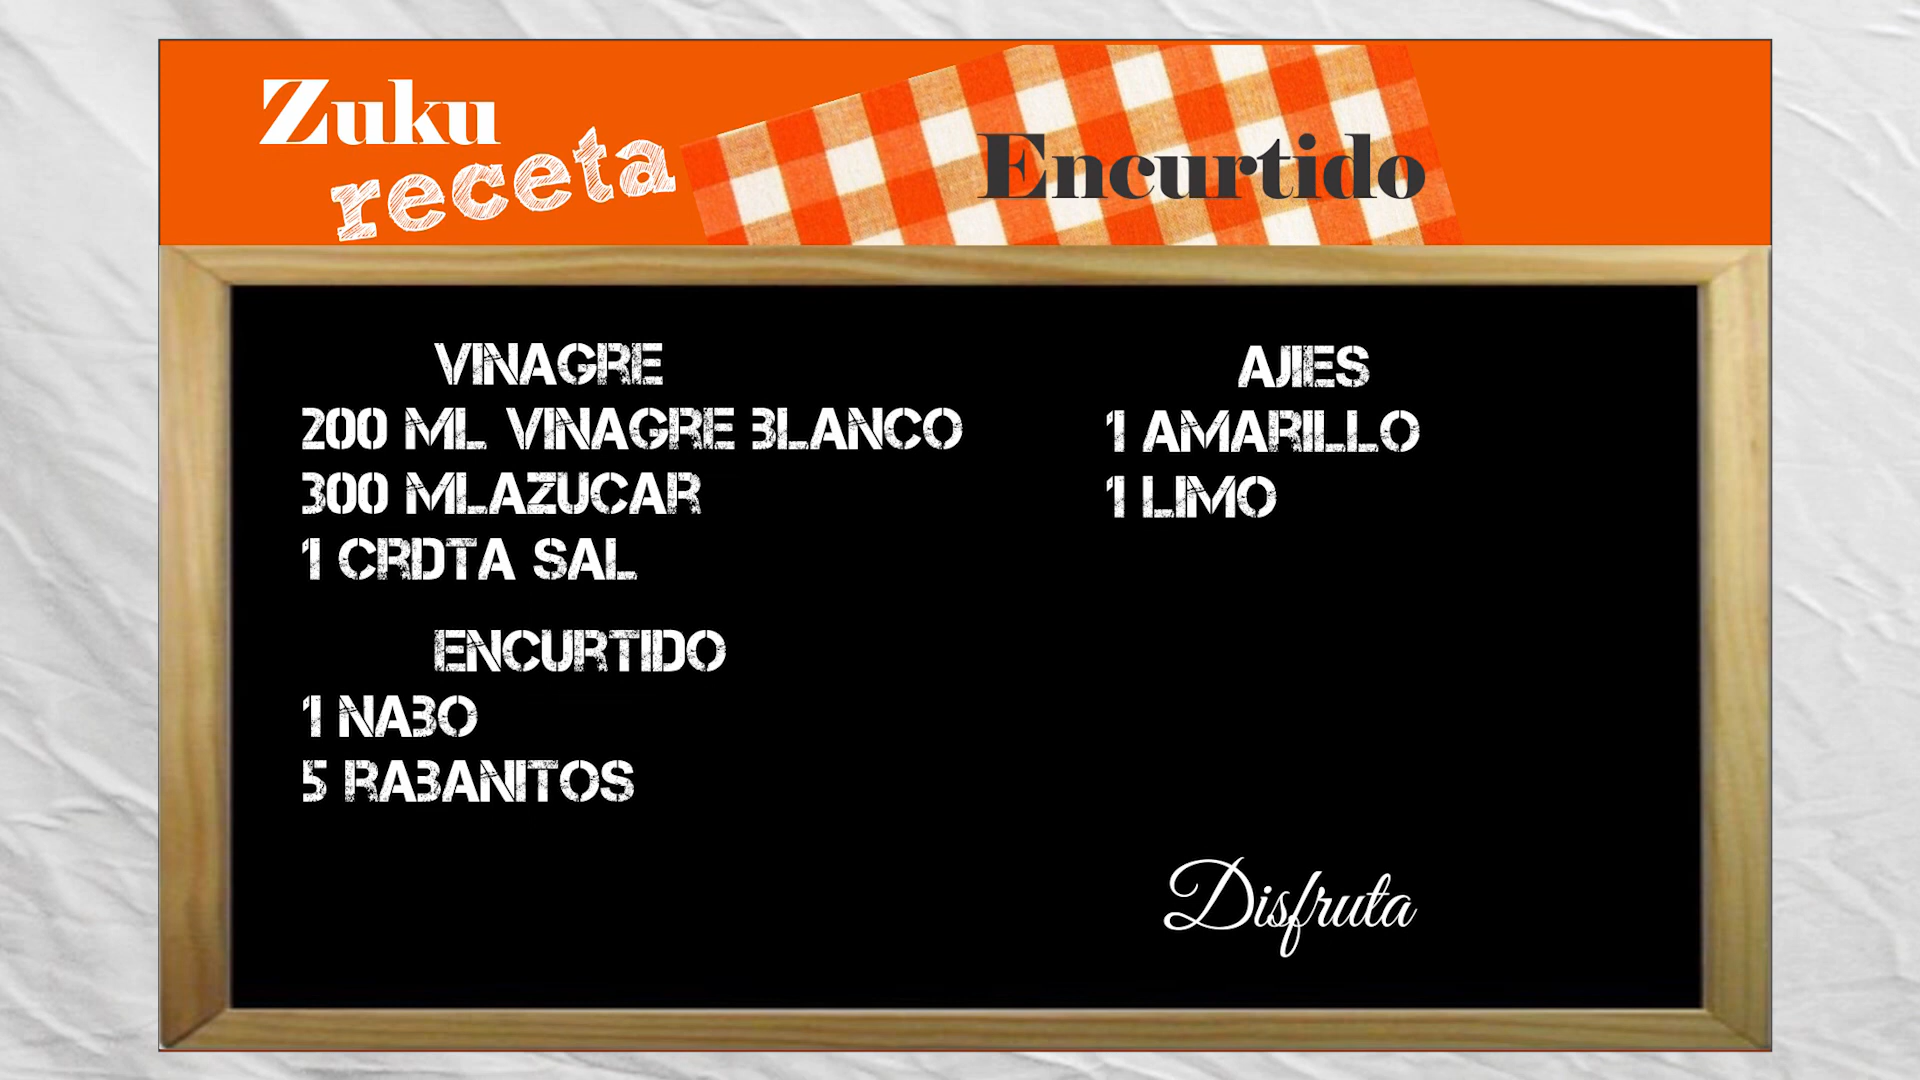 Zuku
receta
Encurtido
VINAGRE
200 ML VINAGRE BLANCO
300 MLAZUCAR
1 CRDTA SAL
ENCURTIDO
1 NABO
5 RABANITOS
AJIES
1 AMARILLO
1 LIMO
Disfruta